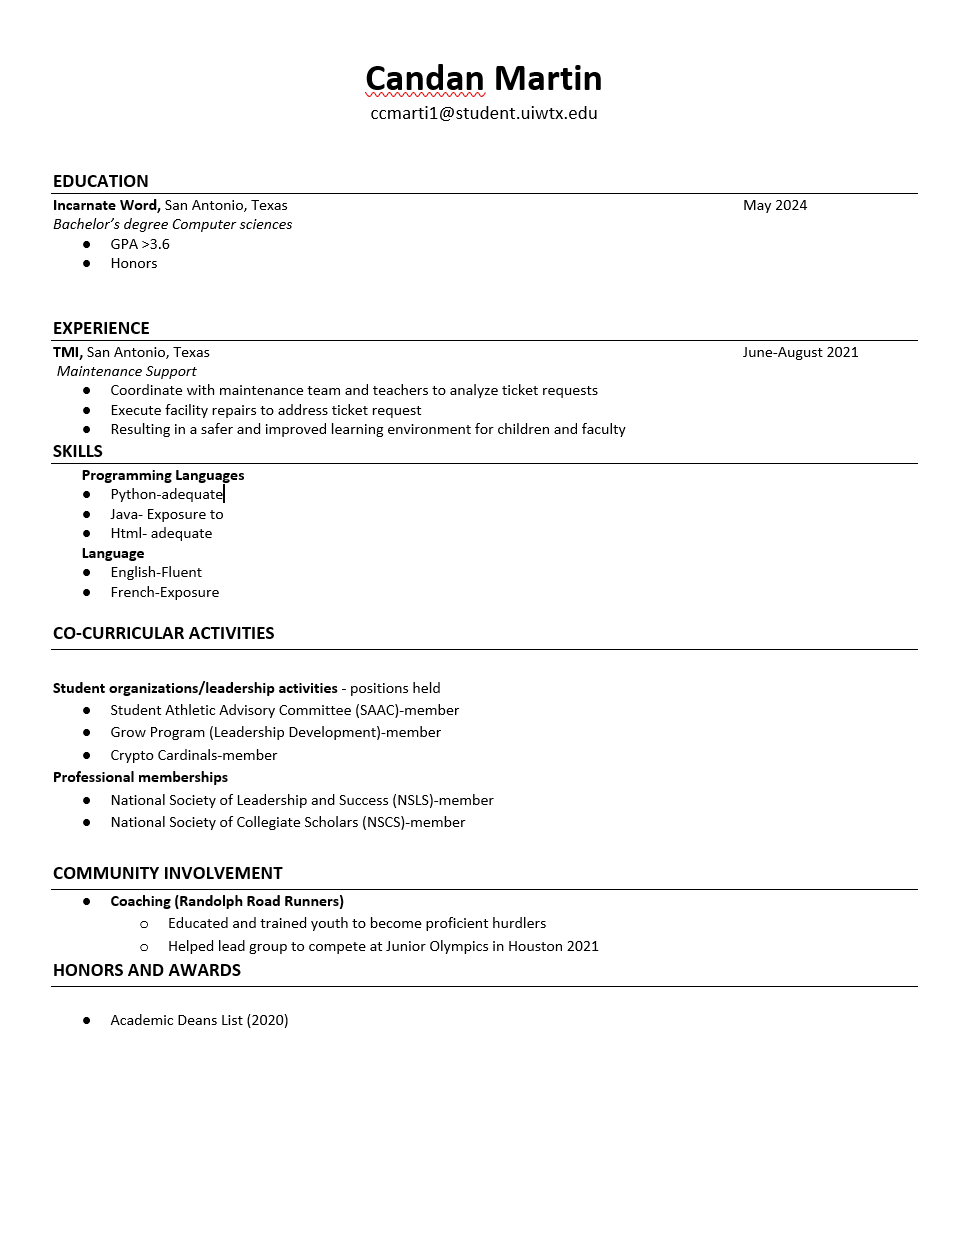 Candan Martin
ccmarti1@student.uiwtx.edu
EDUCATION
Incarnate Word, San Antonio, Texas May 2024
Bachelor’s degree Computer sciences
● GPA >3.6
● Honors
EXPERIENCE
TMI, San Antonio, Texas June-August 2021
Maintenance Support
● Coordinate with maintenance team and teachers to analyze ticket requests
● Execute facility repairs to address ticket request
● Resulting in a safer and improved learning environment for children and faculty
SKILLS
Programming Languages
● Python-adequate
● Java- Exposure to
● Html- adequate
Language
● English-Fluent
● French-Exposure
CO-CURRICULAR ACTIVITIES
Student organizations/leadership activities - positions held
● Student Athletic Advisory Committee (SAAC)-member
● Grow Program (Leadership Development)-member
● Crypto Cardinals-member
Professional memberships
● National Society of Leadership and Success (NSLS)-member
● National Society of Collegiate Scholars (NSCS)-member
COMMUNITY INVOLVEMENT
● Coaching (Randolph Road Runners)
o Educated and trained youth to become proficient hurdlers
o Helped lead group to compete at Junior Olympics in Houston 2021
HONORS AND AWARDS
● Academic Deans List (2020)